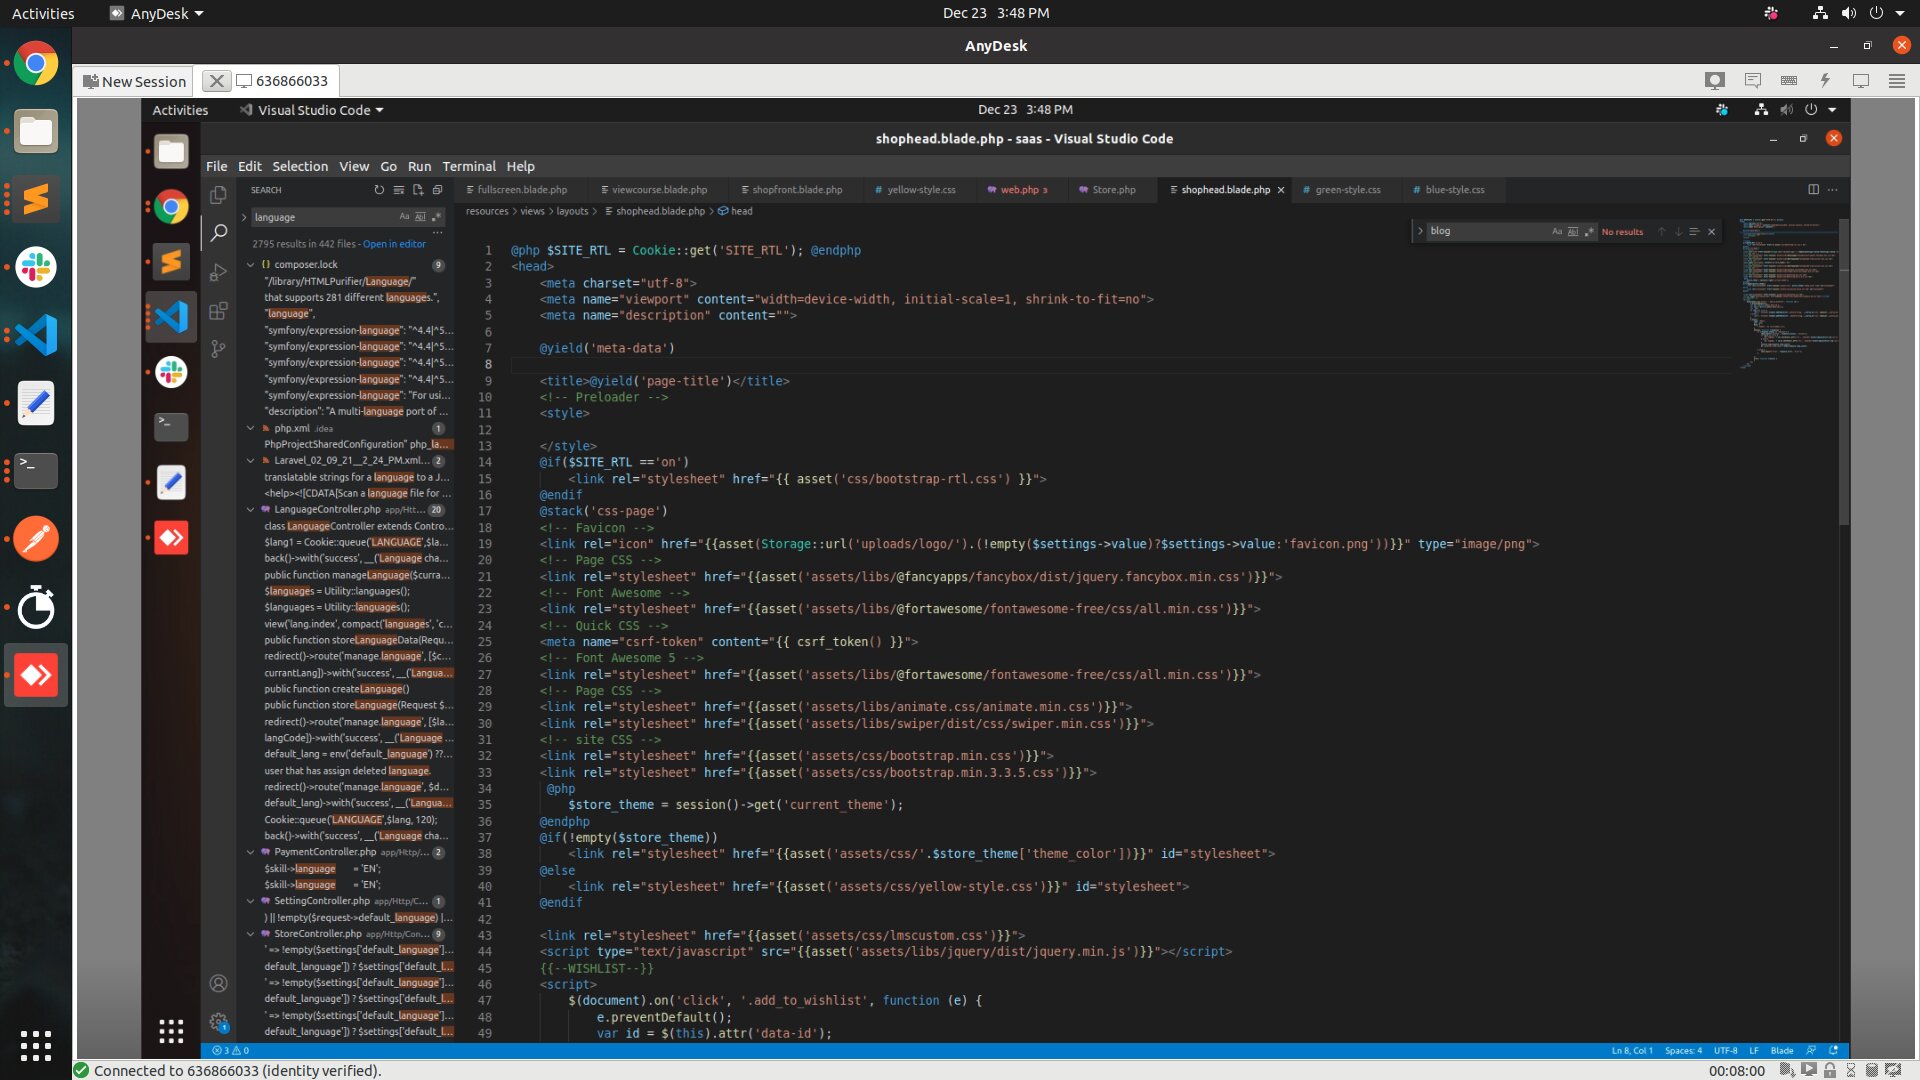 Activities
AnyDesk
Dec 23 3:48 PM
AnyDesk
New Session
636866033
Activities
Visual Studio Code
Dec 23 3:48 PM
shophead.blade.php - saas - Visual Studio Code
File Edit Selection View Go Run Terminal Help
SEARCH
fullscreen.blade.php
viewcourse.blade.php
shopfront.blade.php
# yellow-style.css
web.php 3
Store.php
shophead.blade.php
# green-style.css
# blue-style.css
resources > views > layouts > shophead.blade.php > head
language
Aa
2795 results in 442 files - Open in editor
{} composer.lock 9
"/library/HTMLPurifier/Language/"
that supports 281 different languages.",
"language",
"symfony/expression-language": "^4.4|^5...
"symfony/expression-language": "^4.4|^5...
"symfony/expression-language": "^4.4|^5...
"symfony/expression-language": "^4.4|^5...
"symfony/expression-language": "For usi...
"description": "A multi-language port of ...
php.xml .idea 1
PhpProjectSharedConfiguration" php_la...
Laravel_02_09_21__2_24_PM.xml... 2
translatable strings for a language to a J...
<help><![CDATA[Scan a language file for ...
LanguageController.php app/Htt... 20
class LanguageController extends Contro...
$lang1 = Cookie::queue('LANGUAGE',$la...
back()->with('success', __('Language cha...
public function manageLanguage($curra...
$languages = Utility::languages();
$languages = Utility::languages();
view('lang.index', compact('languages', 'c...
public function storeLanguageData(Requ...
redirect()->route('manage.language', [$c...
currantLang])->with('success', __('Langua...
public function createLanguage()
public function storeLanguage(Request $...
redirect()->route('manage.language', [$la...
langCode])->with('success', __('Language ...
default_lang = env('default_language') ??...
user that has assign deleted language.
redirect()->route('manage.language', $d...
default_lang)->with('success', __('Langua...
Cookie::queue('LANGUAGE',$lang, 120);
back()->with('success', __('Language cha...
PaymentController.php app/Http/... 2
$skill->language = 'EN';
$skill->language = 'EN';
SettingController.php app/Http/C... 1
) || !empty($request->default_language) |...
StoreController.php app/Http/Con... 9
' => !empty($settings['default_language']...
default_language']) ? $settings['default_l...
' => !empty($settings['default_language']...
default_language']) ? $settings['default_l...
' => !empty($settings['default_language']...
default_language']) ? $settings['default_l...
blog
Aa
No results
1 @php $SITE_RTL = Cookie::get('SITE_RTL'); @endphp
2 <head>
3 <meta charset="utf-8">
4 <meta name="viewport" content="width=device-width, initial-scale=1, shrink-to-fit=no">
5 <meta name="description" content="">
6
7 @yield('meta-data')
8
9 <title>@yield('page-title')</title>
10 <!-- Preloader -->
11 <style>
12
13 </style>
14 @if($SITE_RTL =='on')
15 <link rel="stylesheet" href="{{ asset('css/bootstrap-rtl.css') }}">
16 @endif
17 @stack('css-page')
18 <!-- Favicon -->
19 <link rel="icon" href="{{asset(Storage::url('uploads/logo/').(!empty($settings->value)?$settings->value:'favicon.png'))}}" type="image/png">
20 <!-- Page CSS -->
21 <link rel="stylesheet" href="{{asset('assets/libs/@fancyapps/fancybox/dist/jquery.fancybox.min.css')}}">
22 <!-- Font Awesome -->
23 <link rel="stylesheet" href="{{asset('assets/libs/@fortawesome/fontawesome-free/css/all.min.css')}}">
24 <!-- Quick CSS -->
25 <meta name="csrf-token" content="{{ csrf_token() }}">
26 <!-- Font Awesome 5 -->
27 <link rel="stylesheet" href="{{asset('assets/libs/@fortawesome/fontawesome-free/css/all.min.css')}}">
28 <!-- Page CSS -->
29 <link rel="stylesheet" href="{{asset('assets/libs/animate.css/animate.min.css')}}">
30 <link rel="stylesheet" href="{{asset('assets/libs/swiper/dist/css/swiper.min.css')}}">
31 <!-- site CSS -->
32 <link rel="stylesheet" href="{{asset('assets/css/bootstrap.min.css')}}">
33 <link rel="stylesheet" href="{{asset('assets/css/bootstrap.min.3.3.5.css')}}">
34 @php
35 $store_theme = session()->get('current_theme');
36 @endphp
37 @if(!empty($store_theme))
38 <link rel="stylesheet" href="{{asset('assets/css/'.$store_theme['theme_color'])}}" id="stylesheet">
39 @else
40 <link rel="stylesheet" href="{{asset('assets/css/yellow-style.css')}}" id="stylesheet">
41 @endif
42
43 <link rel="stylesheet" href="{{asset('assets/css/lmscustom.css')}}">
44 <script type="text/javascript" src="{{asset('assets/libs/jquery/dist/jquery.min.js')}}"></script>
45 {{--WISHLIST--}}
46 <script>
47 $(document).on('click', '.add_to_wishlist', function (e) {
48 e.preventDefault();
49 var id = $(this).attr('data-id');
3 0
Ln 8, Col 1 Spaces: 4 UTF-8 LF Blade
Connected to 636866033 (identity verified).
00:08:00